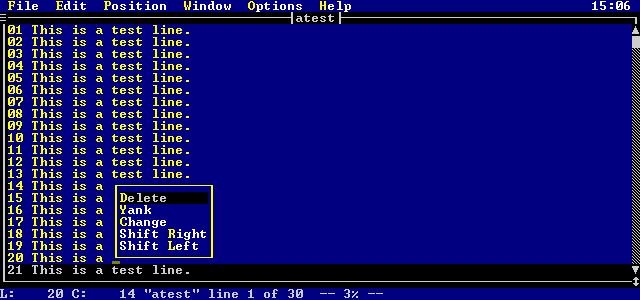 File Edit Position Window Options Help 15:06
atest
01 This is a test line.
02 This is a test line.
03 This is a test line.
04 This is a test line.
05 This is a test line.
06 This is a test line.
07 This is a test line.
08 This is a test line.
09 This is a test line.
10 This is a test line.
11 This is a test line.
12 This is a test line.
13 This is a test line.
14 This is a
15 This is a
16 This is a
17 This is a
18 This is a
19 This is a
20 This is a
Delete
Yank
Change
Shift Right
Shift Left
21 This is a test line.
L: 20 C: 14 "atest" line 1 of 30 -- 3% --